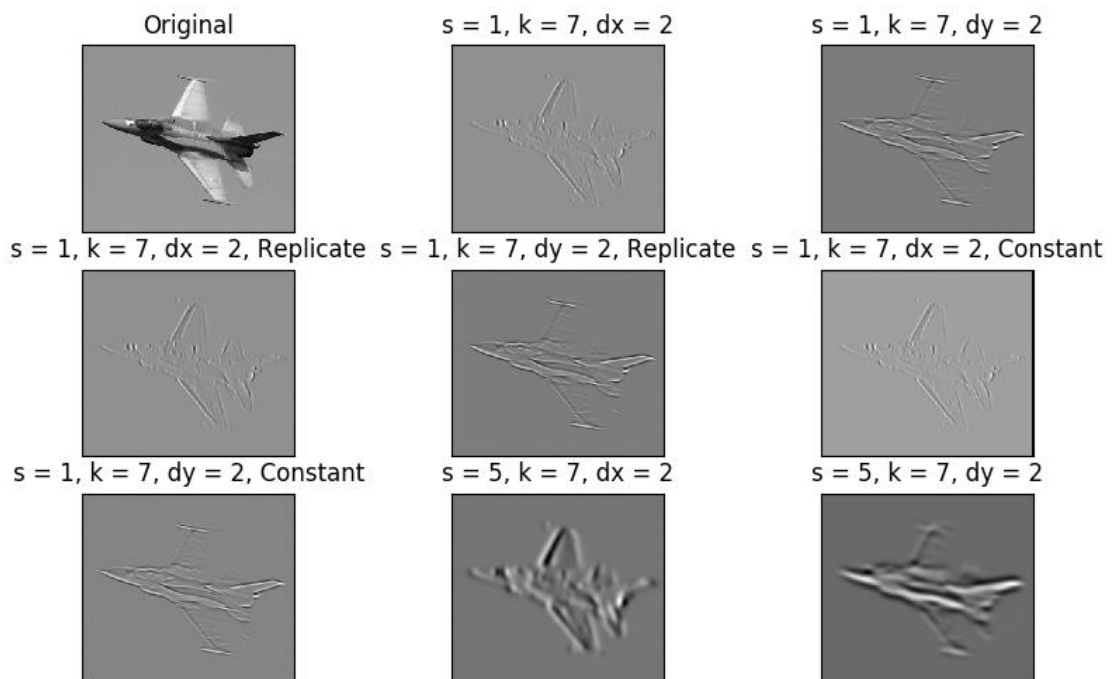 Original
s = 1, k = 7, dx = 2
s = 1, k = 7, dy = 2
s = 1, k = 7, dx = 2, Replicate
s = 1, k = 7, dy = 2, Replicate
s = 1, k = 7, dx = 2, Constant
s = 1, k = 7, dy = 2, Constant
s = 5, k = 7, dx = 2
s = 5, k = 7, dy = 2